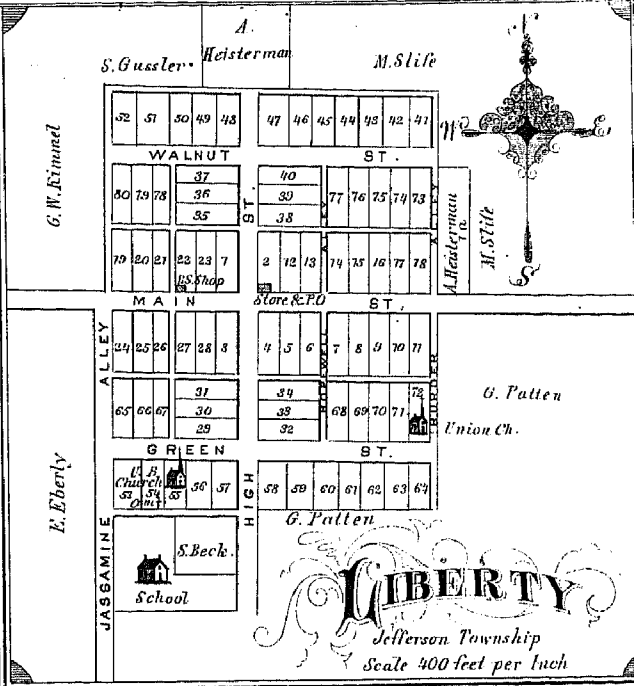 A.
Heisterman
S. Gussler.
M. Slife
N
W
E
S
G. W. Kimmel
52 51 50 49 48
47 46 45 44 43 42 41
WALNUT ST.
80 79 78
37
36
35
ST.
40
39
38
77 76 75 74 73
ALLEY
A. Heisterman
M. Slife
19 20 21
22 23 7
B.S. Shop
2 12 13
Store & P.O
14 15 16 17 18
MAIN ST.
ALLEY
24 25 26
27 28 3
4 5 6
HOPEWELL
7 8 9 10 11
BORDER
G. Patten
65 66 67
31
30
29
34
33
32
68 69 70 71
72
Union Ch.
GREEN ST.
E. Eberly
U. B.
Church
53 54 55 56 57
HIGH
58 59 60 61 62 63 64
G. Patten
S. Beck.
School
JASSAMINE
LIBERTY
Jefferson Township
Scale 400 feet per Inch